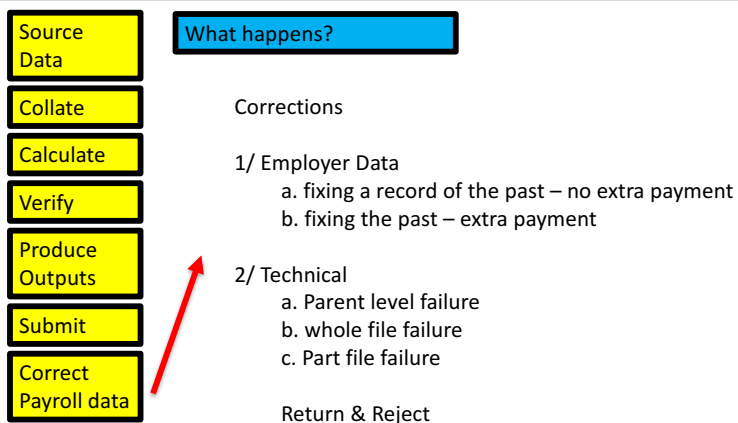 Source
Data
Collate
Calculate
Verify
Produce
Outputs
Submit
Correct
Payroll data
What happens?
Corrections
1/ Employer Data
a. fixing a record of the past – no extra payment
b. fixing the past – extra payment
2/ Technical
a. Parent level failure
b. whole file failure
c. Part file failure
Return & Reject